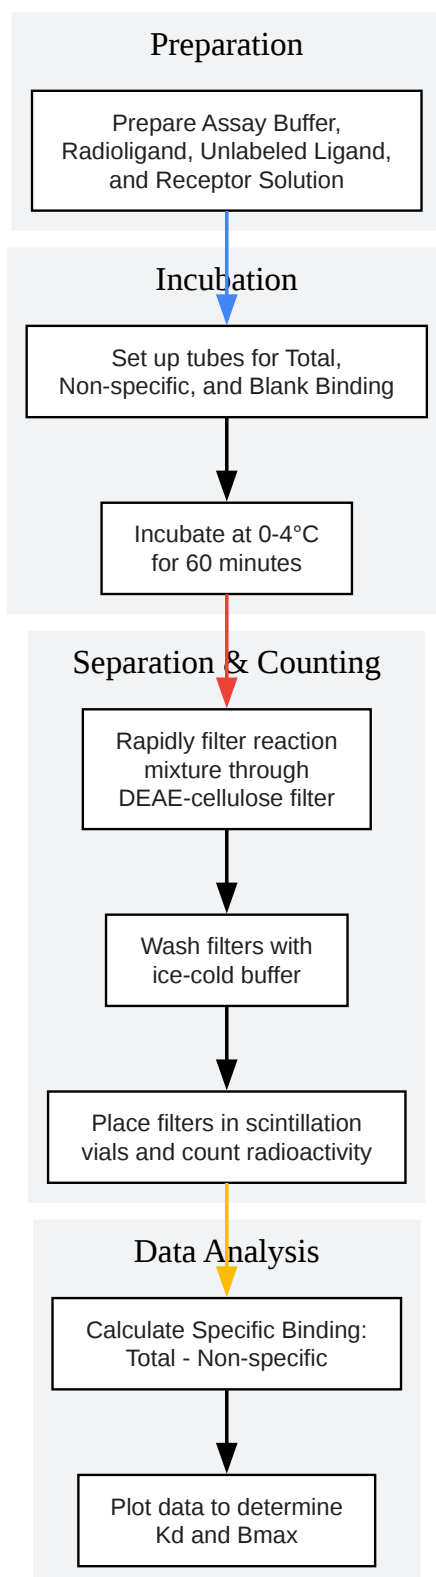 Preparation
Prepare Assay Buffer,
Radioligand, Unlabeled Ligand,
and Receptor Solution
Incubation
Set up tubes for Total,
Non-specific, and Blank Binding
Incubate at 0-4°C
for 60 minutes
Separation & Counting
Rapidly filter reaction
mixture through
DEAE-cellulose filter
Wash filters with
ice-cold buffer
Place filters in scintillation
vials and count radioactivity
Data Analysis
Calculate Specific Binding:
Total - Non-specific
Plot data to determine
Kd and Bmax